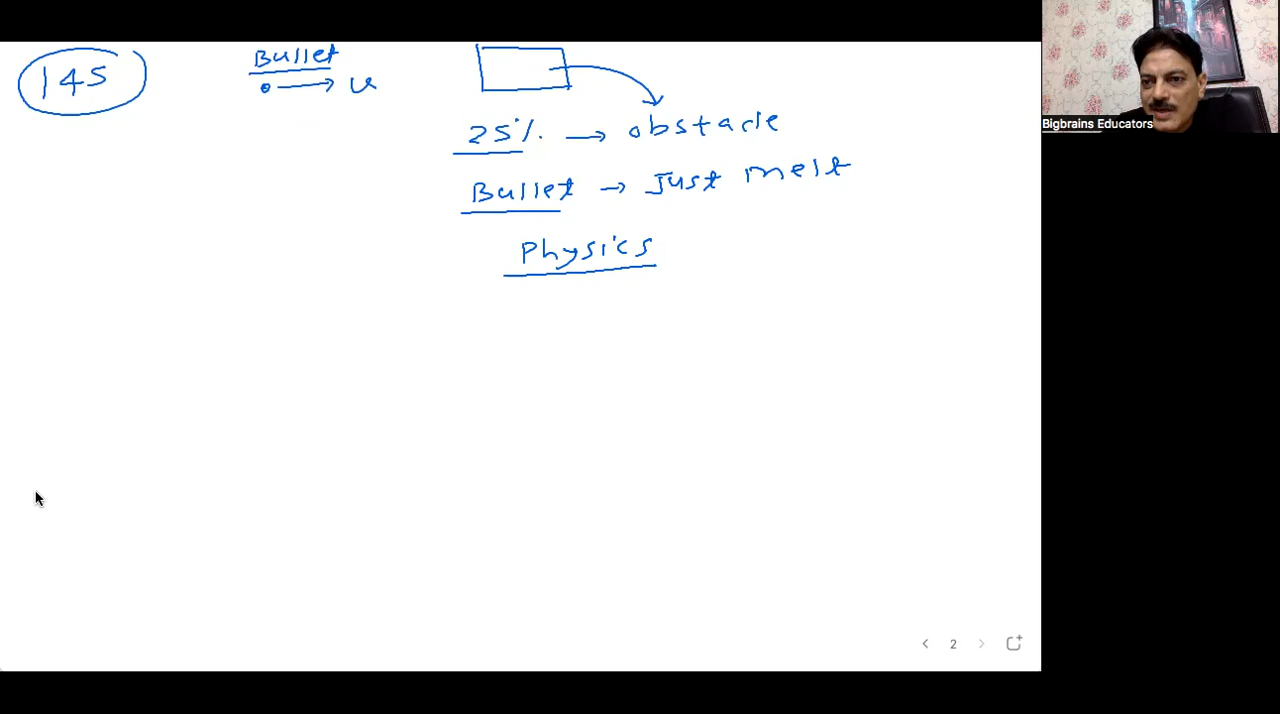 145
Bullet
u
25% → obstacle
Bullet → Just melt
Physics
Bigbrains Educators
2